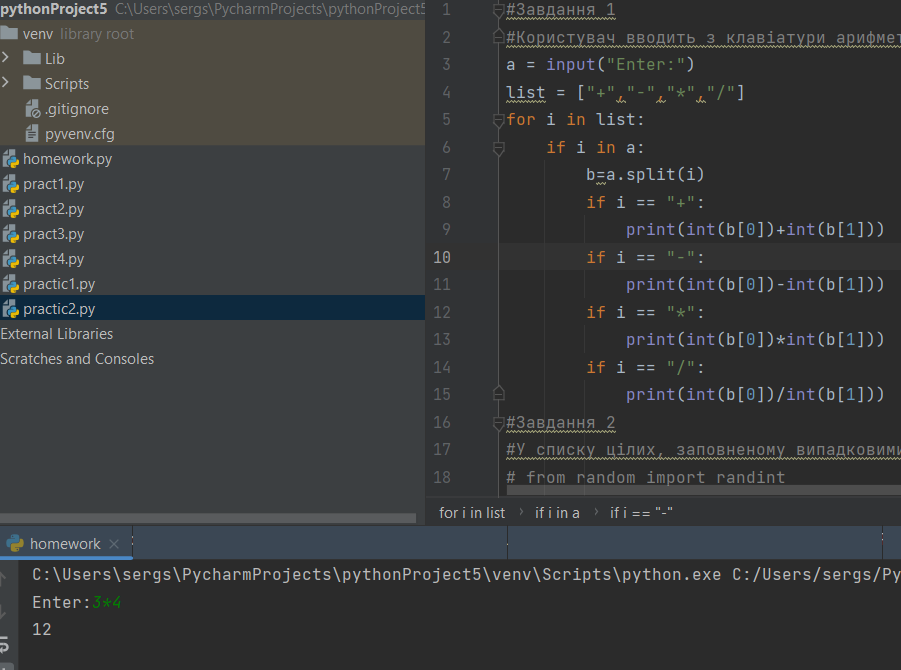 pythonProject5 C:\Users\sergs\PycharmProjects\pythonProject5
venv library root
Lib
Scripts
.gitignore
pyvenv.cfg
homework.py
pract1.py
pract2.py
pract3.py
pract4.py
practic1.py
practic2.py
External Libraries
Scratches and Consoles
1 #Завдання 1
2 #Користувач вводить з клавіатури арифмет
3 a = input("Enter:")
4 list = ["+","-","*","/"]
5 for i in list:
6 if i in a:
7 b=a.split(i)
8 if i == "+":
9 print(int(b[0])+int(b[1]))
10 if i == "-":
11 print(int(b[0])-int(b[1]))
12 if i == "*":
13 print(int(b[0])*int(b[1]))
14 if i == "/":
15 print(int(b[0])/int(b[1]))
16 #Завдання 2
17 #У списку цілих, заповненому випадковими
18 # from random import randint
for i in list › if i in a › if i == "-"
homework ×
C:\Users\sergs\PycharmProjects\pythonProject5\venv\Scripts\python.exe C:/Users/sergs/Py
Enter:3*4
12